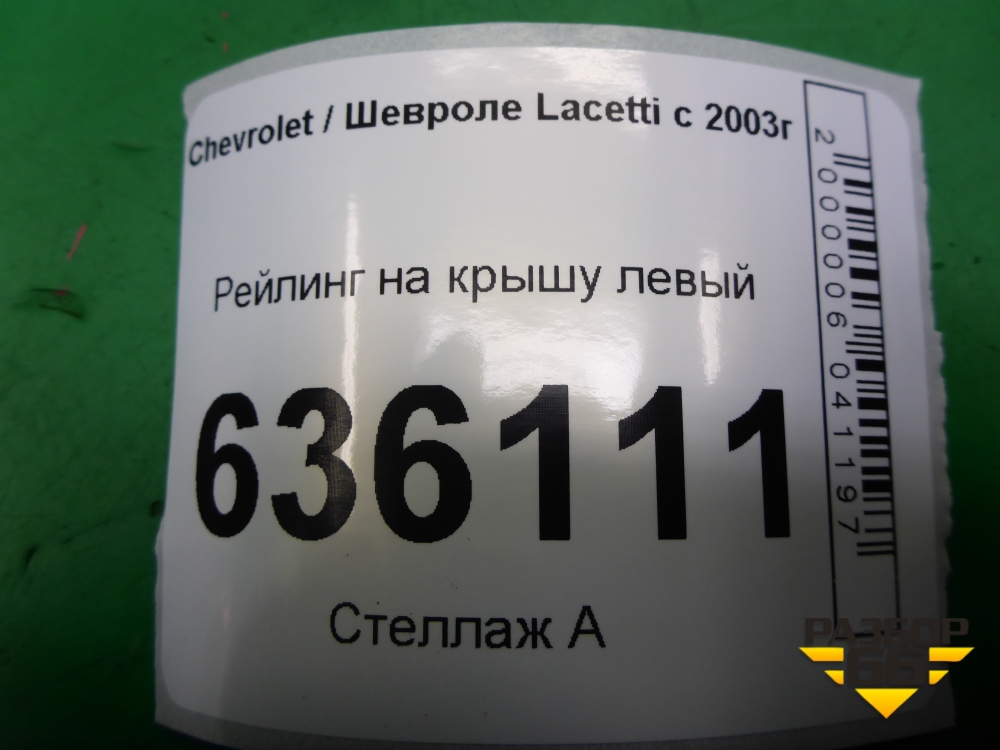 Chevrolet / Шевроле Lacetti с 2003г
Рейлинг на крышу левый
636111
Стеллаж А
2000006041197
РАЗБОР
66